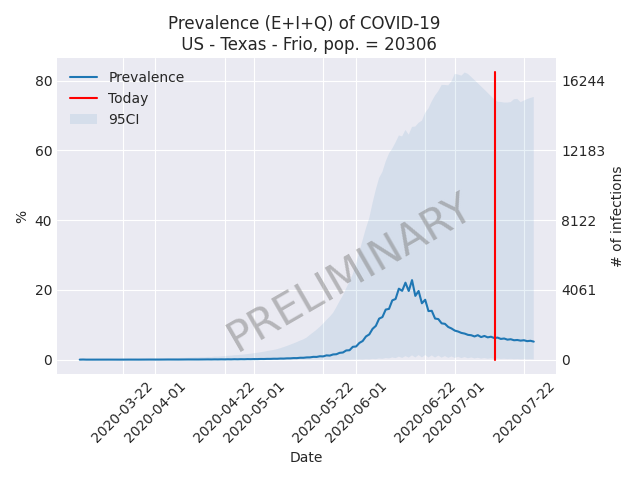 Prevalence (E+I+Q) of COVID-19
US - Texas - Frio, pop. = 20306
Prevalence
Today
95CI
80
60
40
20
0
%
16244
12183
8122
4061
0
# of infections
PRELIMINARY
2020-03-22
2020-04-01
2020-04-22
2020-05-01
2020-05-22
2020-06-01
2020-06-22
2020-07-01
2020-07-22
Date